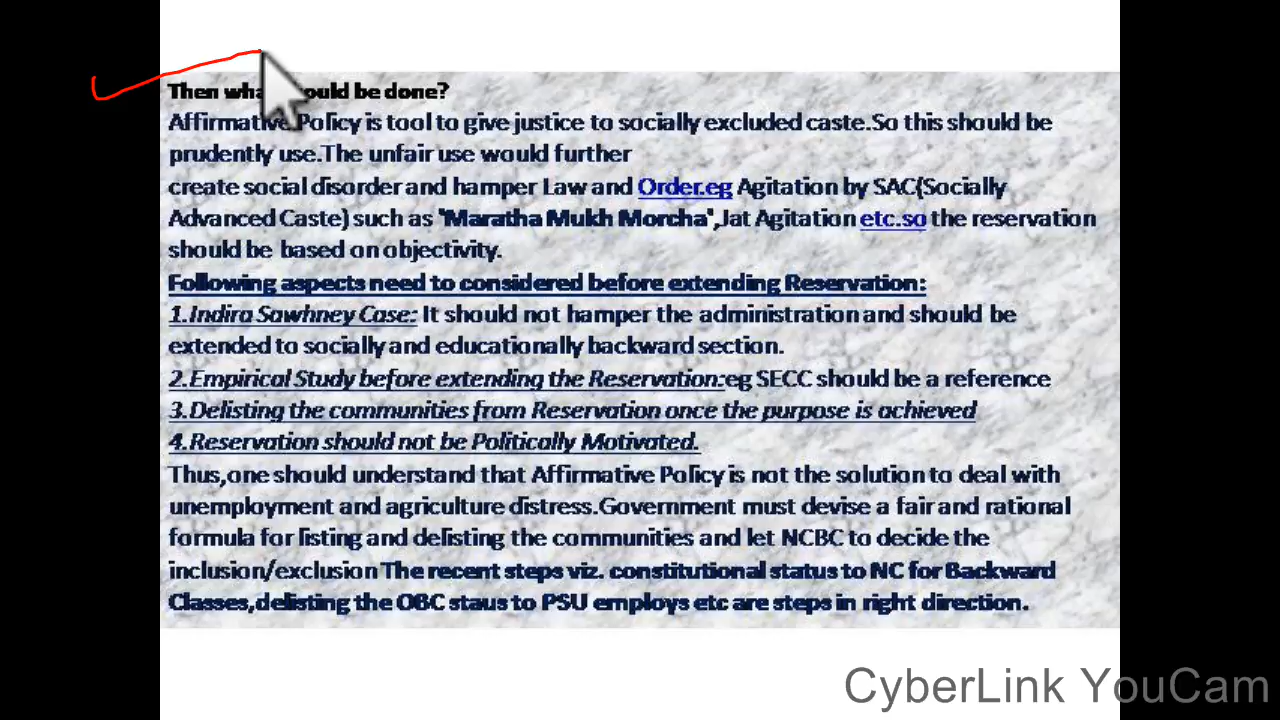 Then what should be done?
Affirmative Policy is tool to give justice to socially excluded caste.So this should be
prudently use.The unfair use would further
create social disorder and hamper Law and Order.eg Agitation by SAC(Socially
Advanced Caste) such as 'Maratha Mukh Morcha',Jat Agitation etc.so the reservation
should be based on objectivity.
Following aspects need to considered before extending Reservation:
1.Indira Sawhney Case: It should not hamper the administration and should be
extended to socially and educationally backward section.
2.Empirical Study before extending the Reservation:eg SECC should be a reference
3.Delisting the communities from Reservation once the purpose is achieved
4.Reservation should not be Politically Motivated.
Thus,one should understand that Affirmative Policy is not the solution to deal with
unemployment and agriculture distress.Government must devise a fair and rational
formula for listing and delisting the communities and let NCBC to decide the
inclusion/exclusion The recent steps viz. constitutional status to NC for Backward
Classes,delisting the OBC staus to PSU employs etc are steps in right direction.
CyberLink YouCam